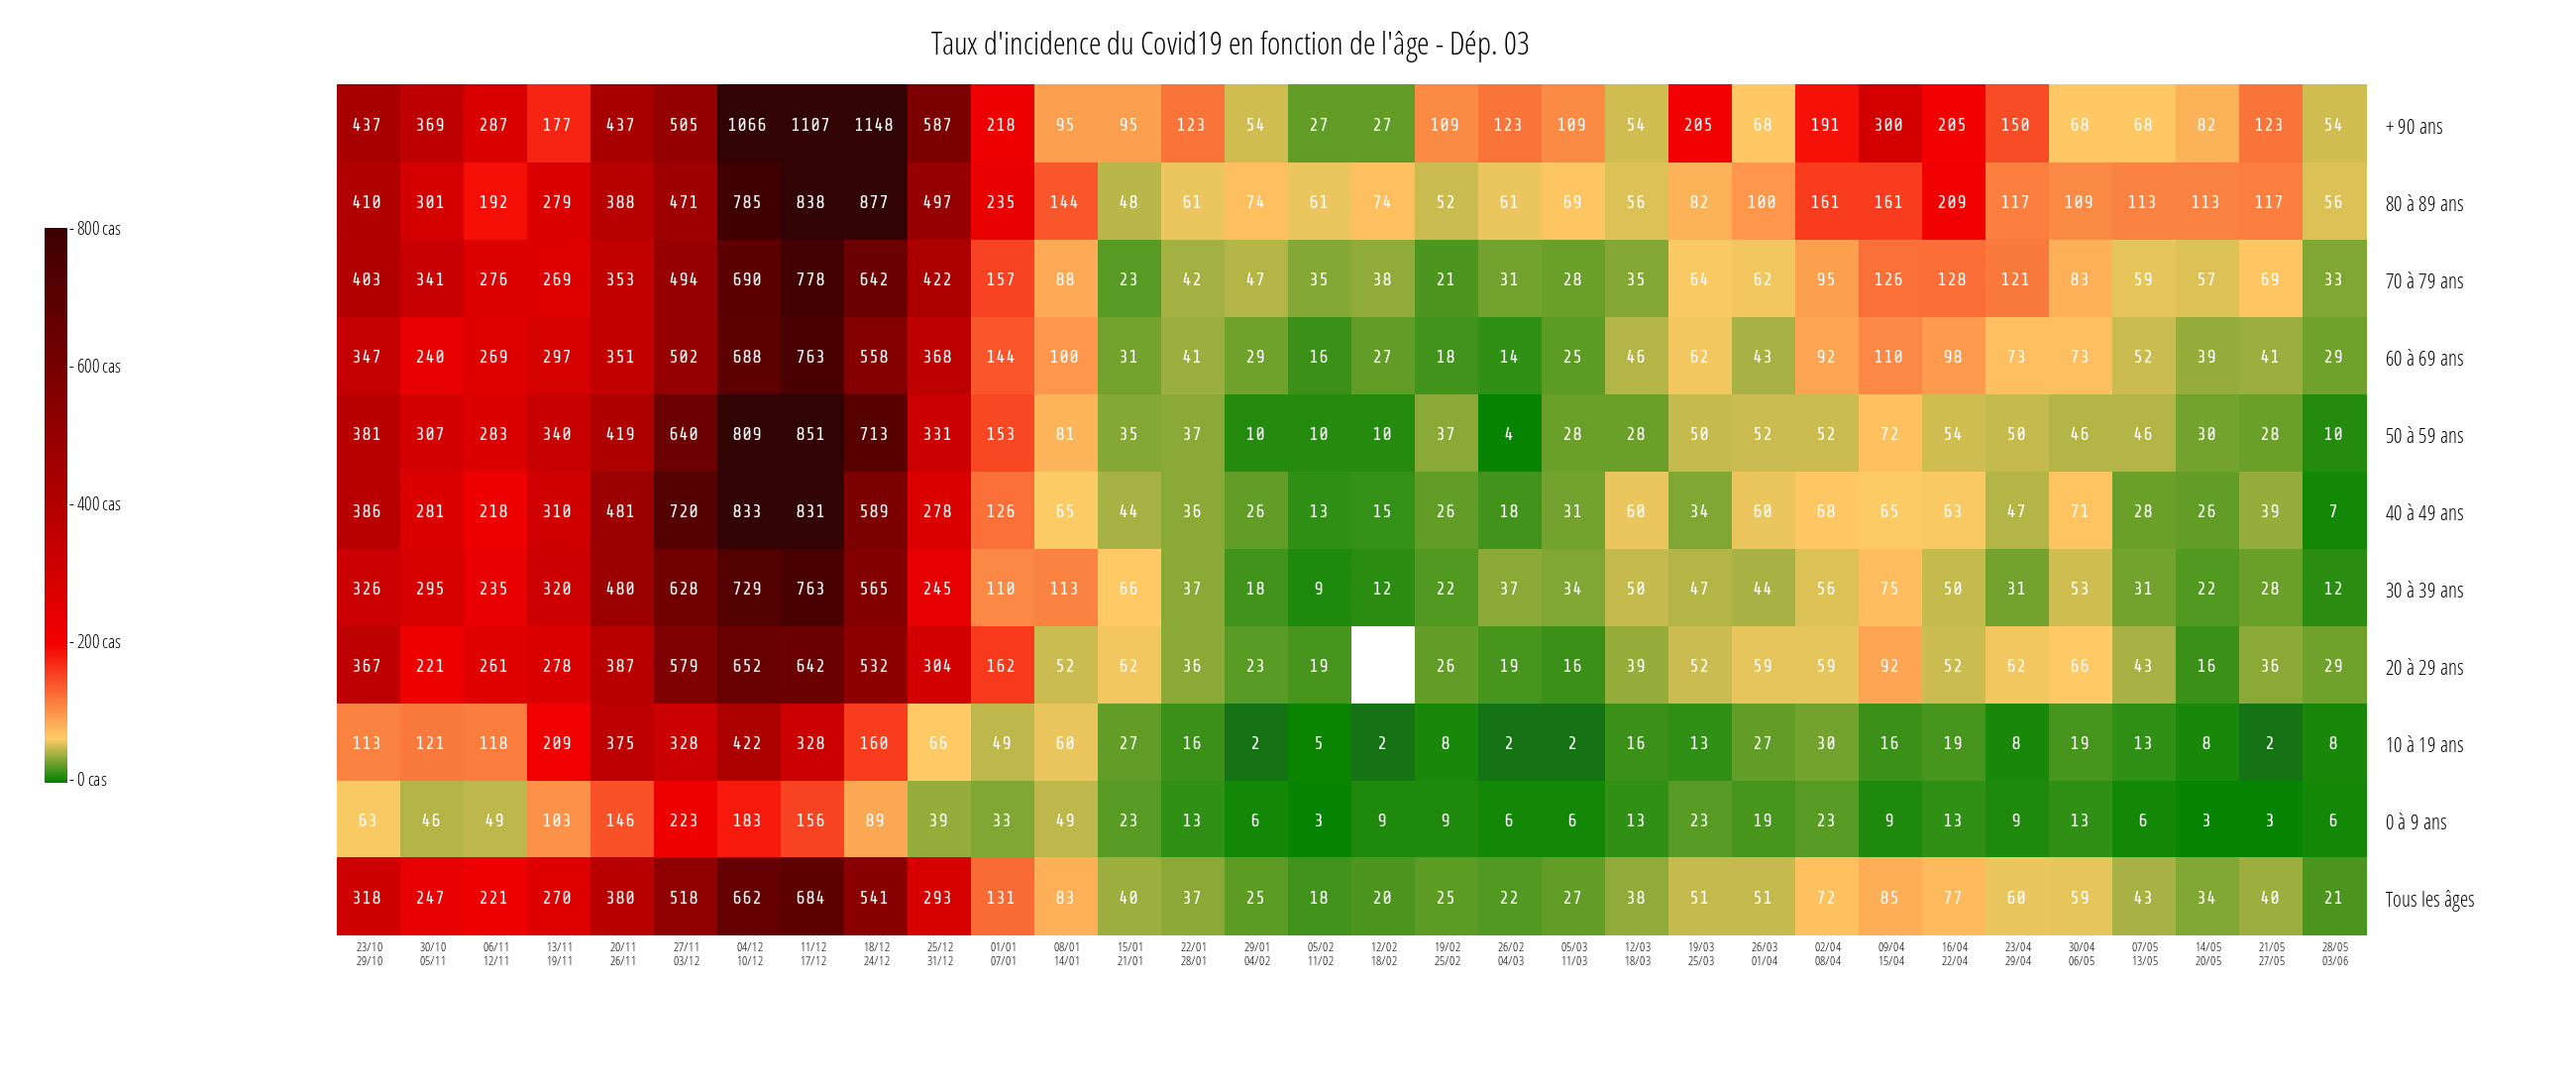 Taux d'incidence du Covid19 en fonction de l'âge - Dép. 03
437 369 287 177 437 505 1066 1107 1148 587 218 95 95 123 54 27 27 109 123 109 54 205 68 191 300 205 150 68 68 82 123 54 + 90 ans
410 301 192 279 388 471 785 838 877 497 235 144 48 61 74 61 74 52 61 69 56 82 100 161 161 209 117 109 113 113 117 56 80 à 89 ans
- 800 cas
403 341 276 269 353 494 690 778 642 422 157 88 23 42 47 35 38 21 31 28 35 64 62 95 126 128 121 83 59 57 69 33 70 à 79 ans
347 240 269 297 351 502 688 763 558 368 144 100 31 41 29 16 27 18 14 25 46 62 43 92 110 98 73 73 52 39 41 29 60 à 69 ans
- 600 cas
381 307 283 340 419 640 809 851 713 331 153 81 35 37 10 10 10 37 4 28 28 50 52 52 72 54 50 46 46 30 28 10 50 à 59 ans
- 400 cas
386 281 218 310 481 720 833 831 589 278 126 65 44 36 26 13 15 26 18 31 60 34 60 68 65 63 47 71 28 26 39 7 40 à 49 ans
326 295 235 320 480 628 729 763 565 245 110 113 66 37 18 9 12 22 37 34 50 47 44 56 75 50 31 53 31 22 28 12 30 à 39 ans
- 200 cas
367 221 261 278 387 579 652 642 532 304 162 52 62 36 23 19 26 19 16 39 52 59 59 92 52 62 66 43 16 36 29 20 à 29 ans
113 121 118 209 375 328 422 328 160 66 49 60 27 16 2 5 2 8 2 2 16 13 27 30 16 19 8 19 13 8 2 8 10 à 19 ans
- 0 cas
63 46 49 103 146 223 183 156 89 39 33 49 23 13 6 3 9 9 6 6 13 23 19 23 9 13 9 13 6 3 3 6 0 à 9 ans
318 247 221 270 380 518 662 684 541 293 131 83 40 37 25 18 20 25 22 27 38 51 51 72 85 77 60 59 43 34 40 21 Tous les âges
23/10 30/10 06/11 13/11 20/11 27/11 04/12 11/12 18/12 25/12 01/01 08/01 15/01 22/01 29/01 05/02 12/02 19/02 26/02 05/03 12/03 19/03 26/03 02/04 09/04 16/04 23/04 30/04 07/05 14/05 21/05 28/05
29/10 05/11 12/11 19/11 26/11 03/12 10/12 17/12 24/12 31/12 07/01 14/01 21/01 28/01 04/02 11/02 18/02 25/02 04/03 11/03 18/03 25/03 01/04 08/04 15/04 22/04 29/04 06/05 13/05 20/05 27/05 03/06